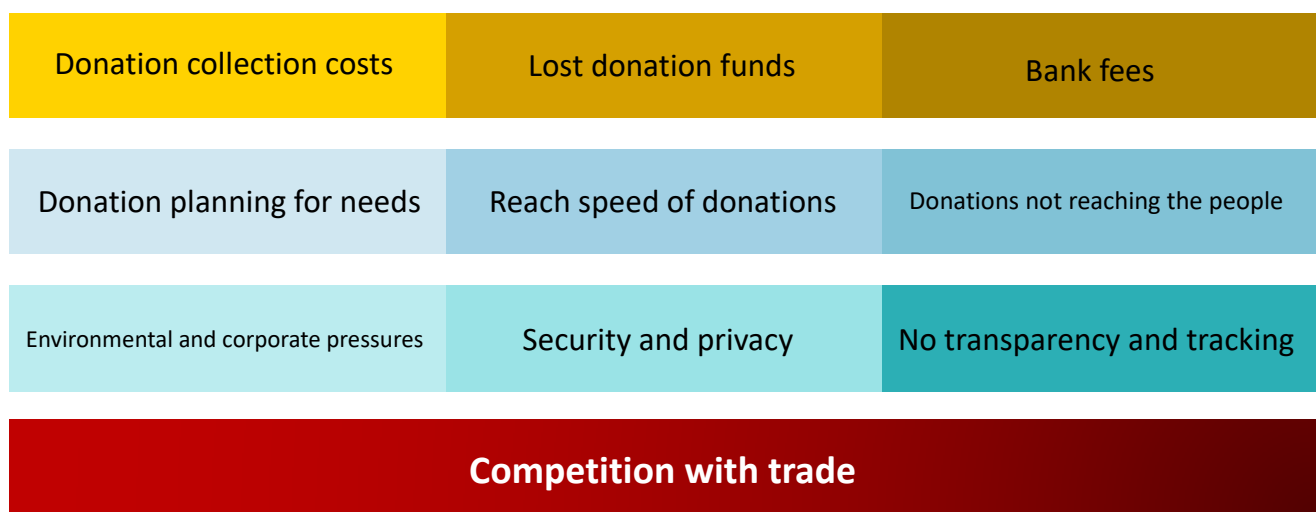 Donation collection costs
Lost donation funds
Bank fees
Donation planning for needs
Reach speed of donations
Donations not reaching the people
Environmental and corporate pressures
Security and privacy
No transparency and tracking
Competition with trade